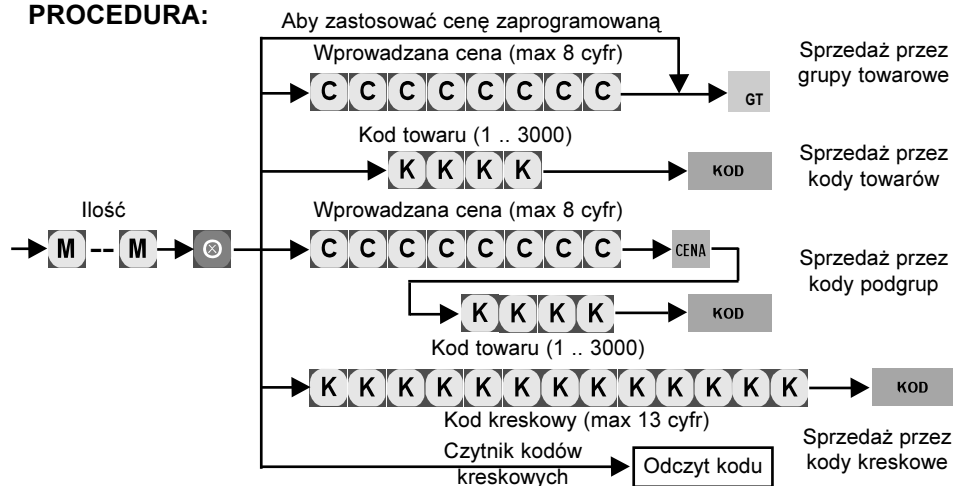 PROCEDURA:
Aby zastosować cenę zaprogramowaną
Wprowadzana cena (max 8 cyfr)
C C C C C C C C
GT
Sprzedaż przez
grupy towarowe
Kod towaru (1 .. 3000)
K K K K
KOD
Sprzedaż przez
kody towarów
Ilość
M -- M
Wprowadzana cena (max 8 cyfr)
C C C C C C C C
CENA
Sprzedaż przez
kody podgrup
K K K K
KOD
Kod towaru (1 .. 3000)
K K K K K K K K K K K K K
KOD
Kod kreskowy (max 13 cyfr)
Sprzedaż przez
kody kreskowe
Czytnik kodów
kreskowych
Odczyt kodu